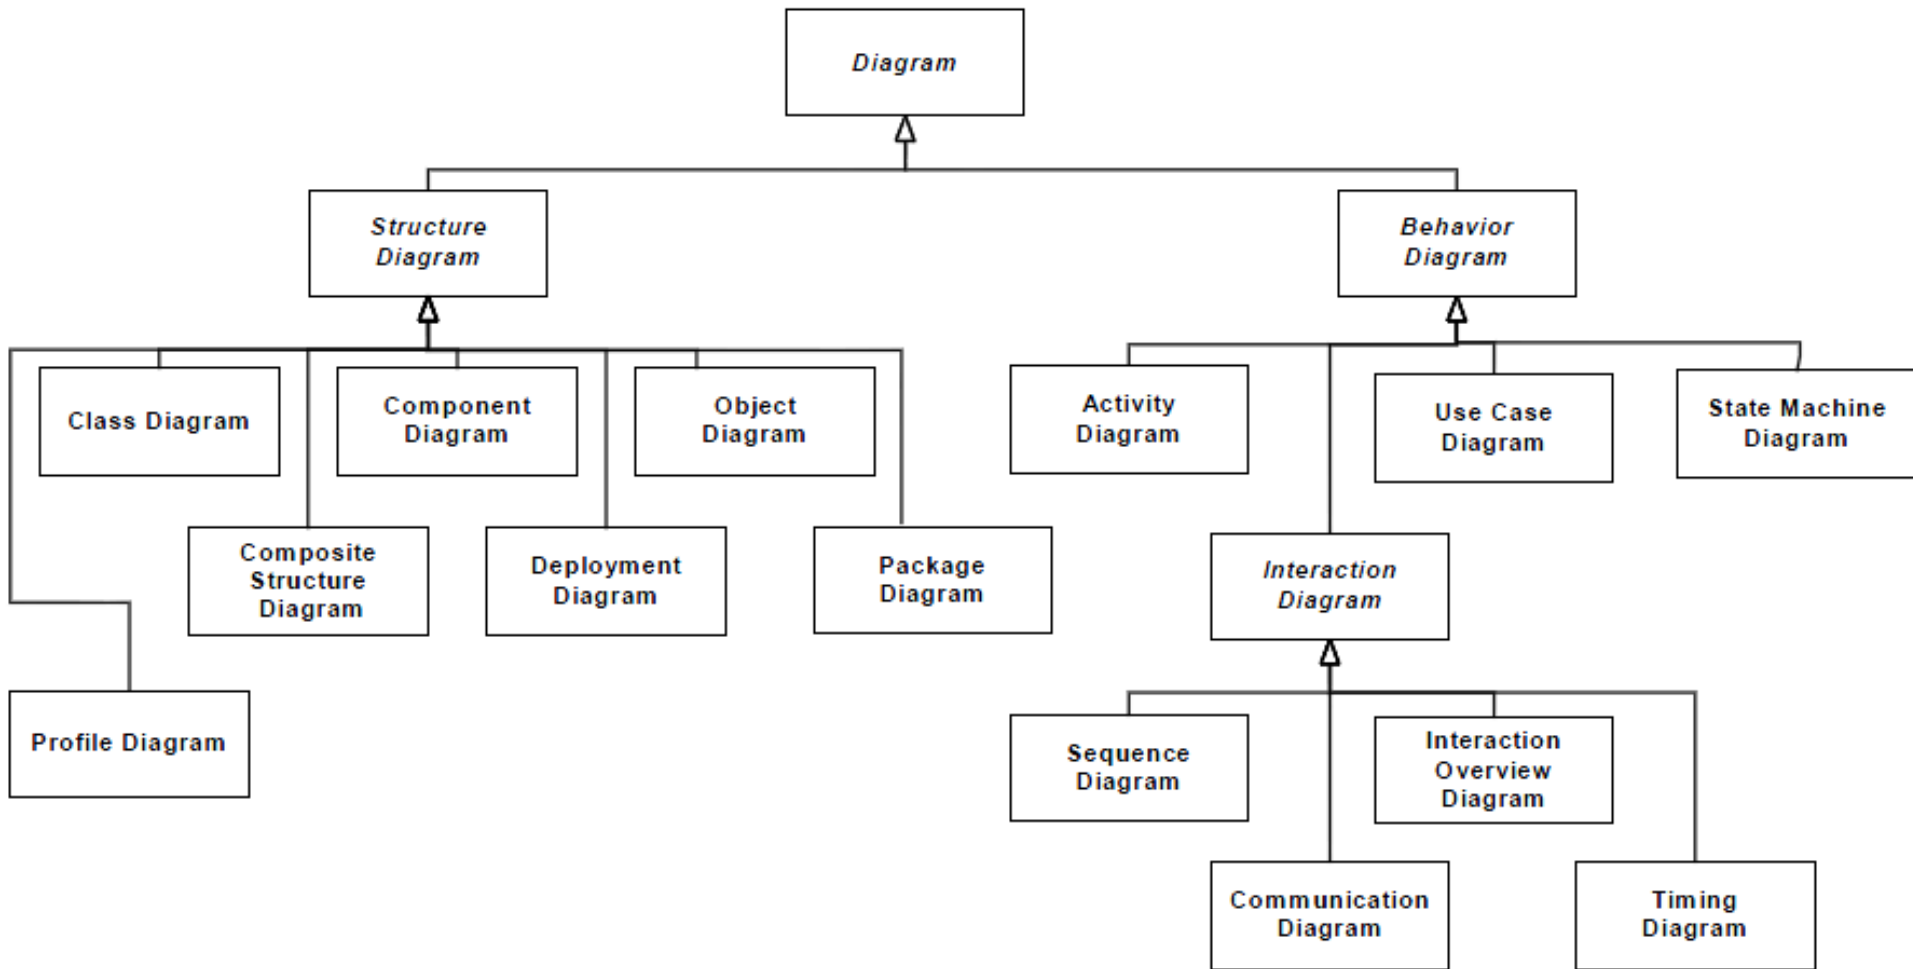 Diagram
Structure
Diagram
Behavior
Diagram
Class Diagram
Component
Diagram
Object
Diagram
Activity
Diagram
Use Case
Diagram
State Machine
Diagram
Composite
Structure
Diagram
Deployment
Diagram
Package
Diagram
Interaction
Diagram
Profile Diagram
Sequence
Diagram
Interaction
Overview
Diagram
Communication
Diagram
Timing
Diagram